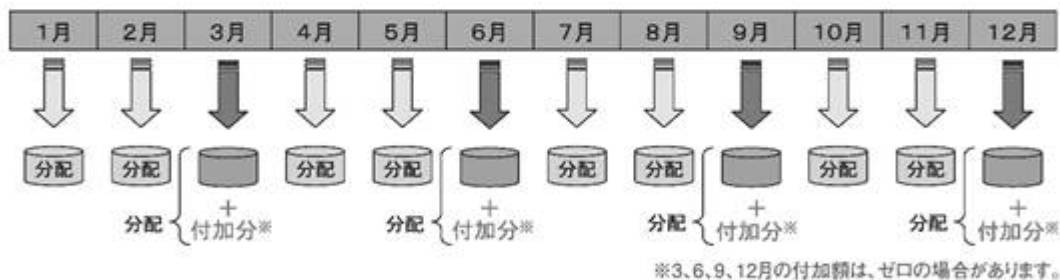 1月 2月 3月 4月 5月 6月 7月 8月 9月 10月 11月 12月
分配 分配 分配 分配 分配 分配 分配 分配
分配 + 分配 + 分配 + 分配 +
付加分※ 付加分※ 付加分※ 付加分※
※3、6、9、12月の付加額は、ゼロの場合があります。